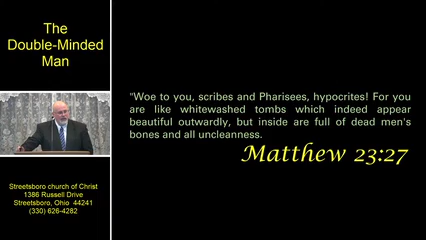 The
Double-Minded
Man
"Woe to you, scribes and Pharisees, hypocrites! For you
are like whitewashed tombs which indeed appear
beautiful outwardly, but inside are full of dead men's
bones and all uncleanness.
Matthew 23:27
Streetsboro church of Christ
1386 Russell Drive
Streetsboro, Ohio 44241
(330) 626-4282